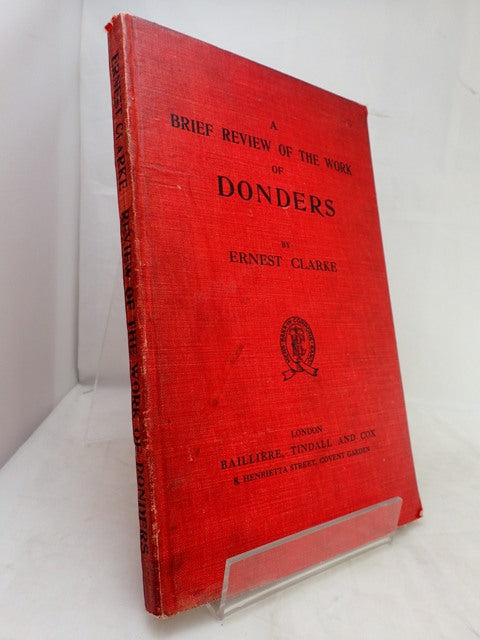 A
BRIEF REVIEW OF THE WORK
OF
DONDERS
BY
ERNEST CLARKE
LONDON
BAILLIÈRE, TINDALL AND COX
8, HENRIETTA STREET, COVENT GARDEN
ERNEST CLARKE REVIEW OF THE WORK OF DONDERS